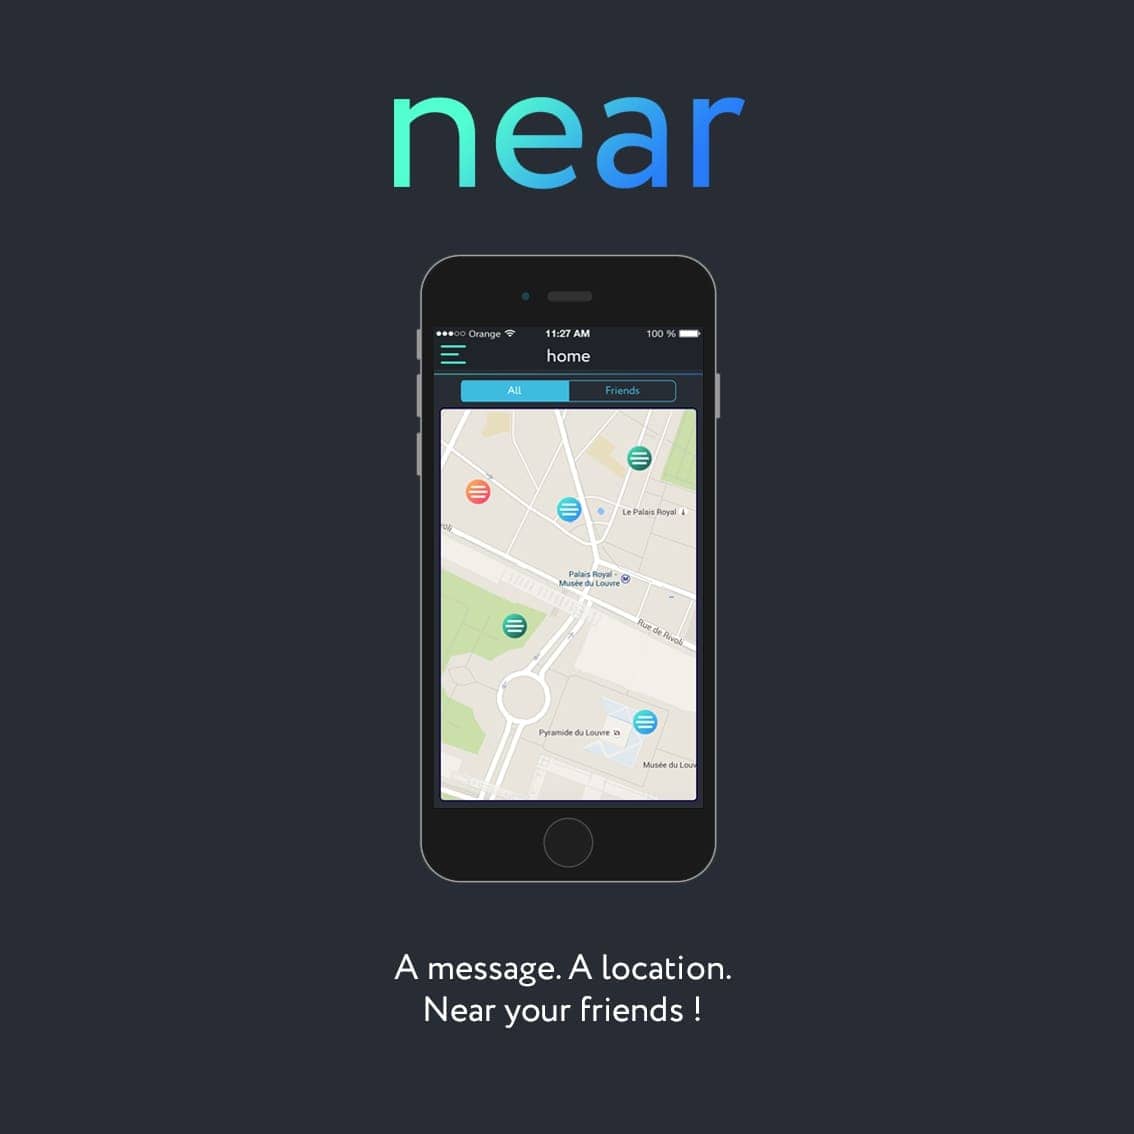 near
Orange 11:27 AM 100 %
home
All Friends
Le Palais Royal
Palais Royal -
Musée du Louvre M
Rue de Rivoli
Pyramide du Louvre
Musée du Louv
A message. A location.
Near your friends !